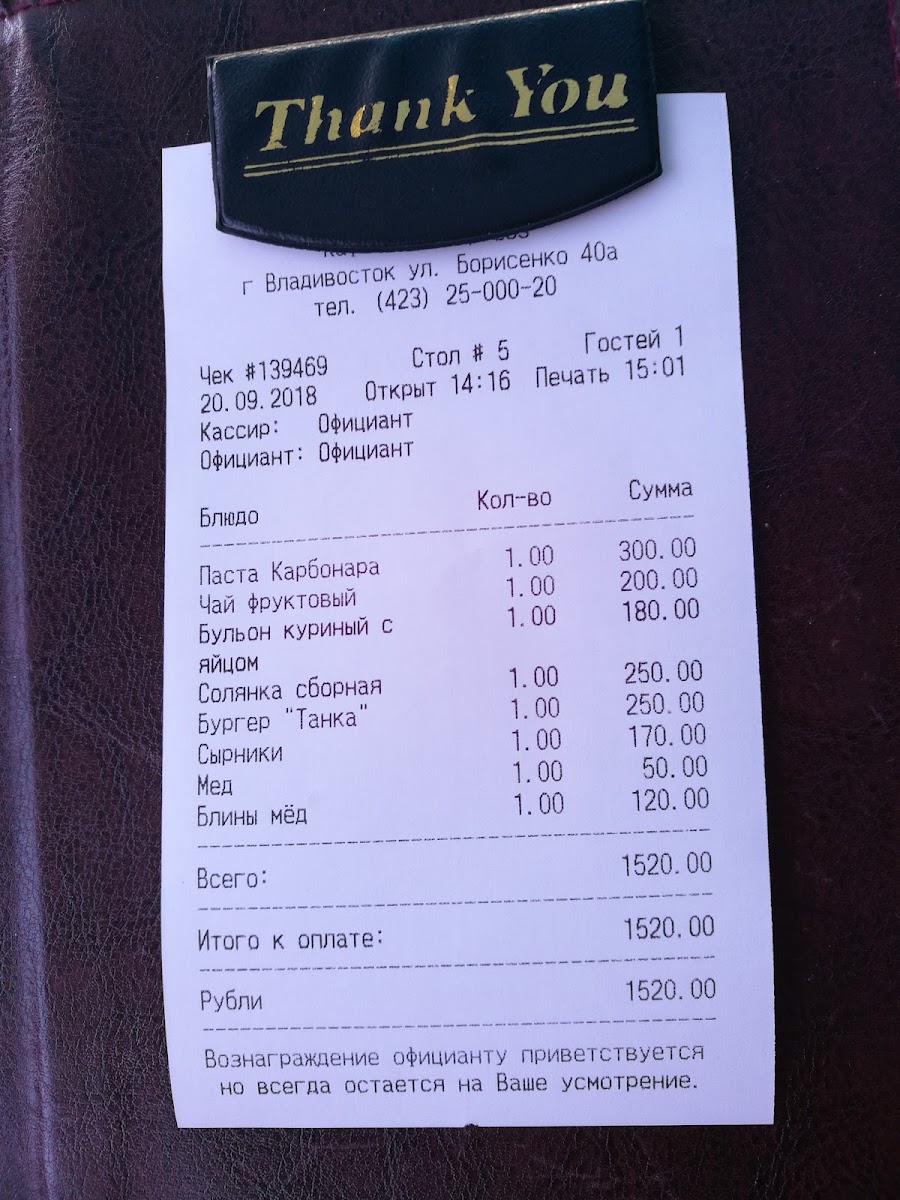 Thank You
г Владивосток ул. Борисенко 40а
тел. (423) 25-000-20
Чек #139469 Стол # 5 Гостей 1
20.09.2018 Открыт 14:16 Печать 15:01
Кассир: Официант
Официант: Официант
Блюдо Кол-во Сумма
Паста Карбонара 1.00 300.00
Чай фруктовый 1.00 200.00
Бульон куриный с 1.00 180.00
яйцом
Солянка сборная 1.00 250.00
Бургер "Танка" 1.00 250.00
Сырники 1.00 170.00
Мед 1.00 50.00
Блины мёд 1.00 120.00
Всего: 1520.00
Итого к оплате: 1520.00
Рубли 1520.00
Вознаграждение официанту приветствуется
но всегда остается на Ваше усмотрение.